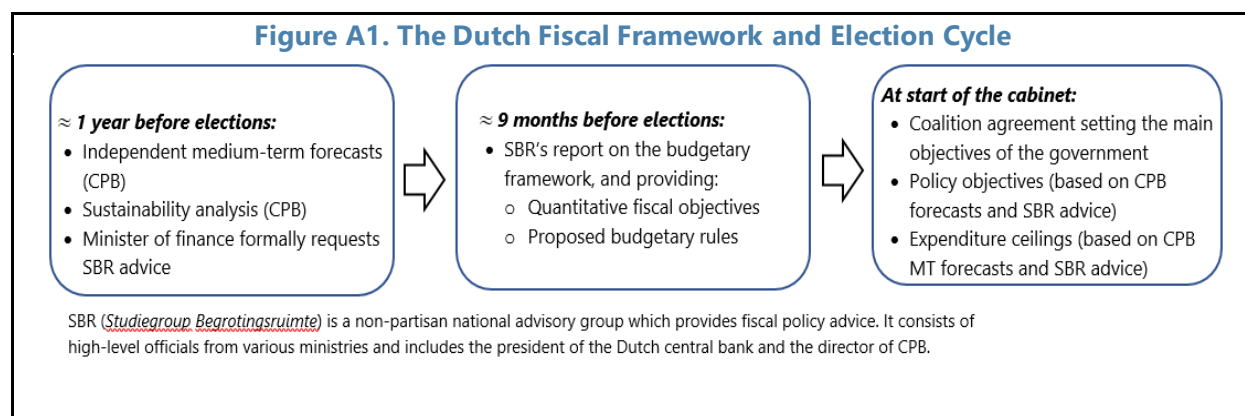 Figure A1. The Dutch Fiscal Framework and Election Cycle
≈ 1 year before elections:
• Independent medium-term forecasts
(CPB)
• Sustainability analysis (CPB)
• Minister of finance formally requests
SBR advice
≈ 9 months before elections:
• SBR's report on the budgetary
framework, and providing:
o Quantitative fiscal objectives
o Proposed budgetary rules
At start of the cabinet:
• Coalition agreement setting the main
objectives of the government
• Policy objectives (based on CPB
forecasts and SBR advice)
• Expenditure ceilings (based on CPB
MT forecasts and SBR advice)
SBR (Studiegroup Begrotingsruimte) is a non-partisan national advisory group which provides fiscal policy advice. It consists of
high-level officials from various ministries and includes the president of the Dutch central bank and the director of CPB.